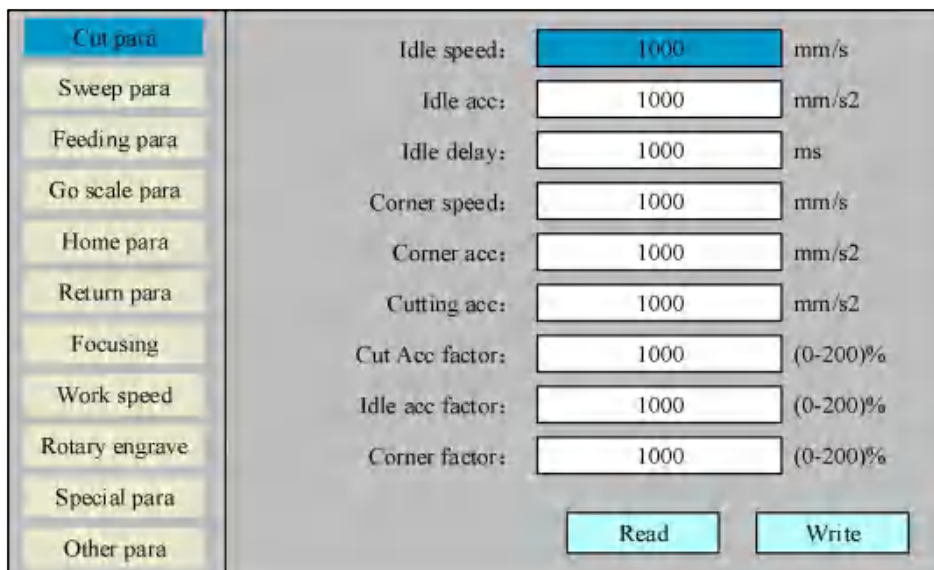 Cut para
Sweep para
Feeding para
Go scale para
Home para
Return para
Focusing
Work speed
Rotary engrave
Special para
Other para
Idle speed: 1000 mm/s
Idle acc: 1000 mm/s2
Idle delay: 1000 ms
Corner speed: 1000 mm/s
Corner acc: 1000 mm/s2
Cutting acc: 1000 mm/s2
Cut Acc factor: 1000 (0-200)%
Idle acc factor: 1000 (0-200)%
Corner factor: 1000 (0-200)%
Read Write